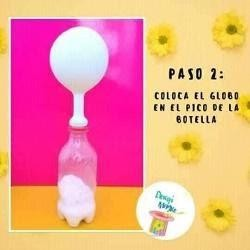 PASO 2:
COLOCA EL GLOBO
EN EL PICO DE LA
BOTELLA